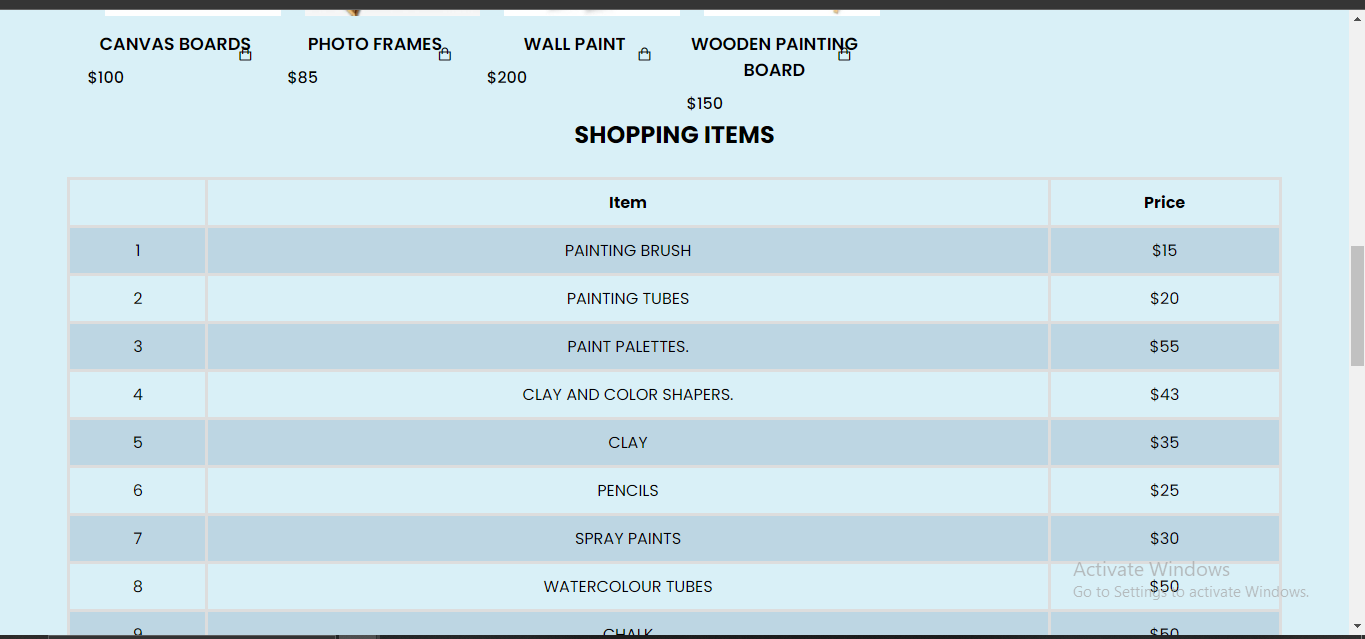 CANVAS BOARDS
PHOTO FRAMES
WALL PAINT
WOODEN PAINTING
BOARD
$100
$85
$200
$150
SHOPPING ITEMS
Item Price
1 PAINTING BRUSH $15
2 PAINTING TUBES $20
3 PAINT PALETTES. $55
4 CLAY AND COLOR SHAPERS. $43
5 CLAY $35
6 PENCILS $25
7 SPRAY PAINTS $30
Activate Windows
8 WATERCOLOUR TUBES $50
Go to Settings to activate Windows.
9 CHALK $50